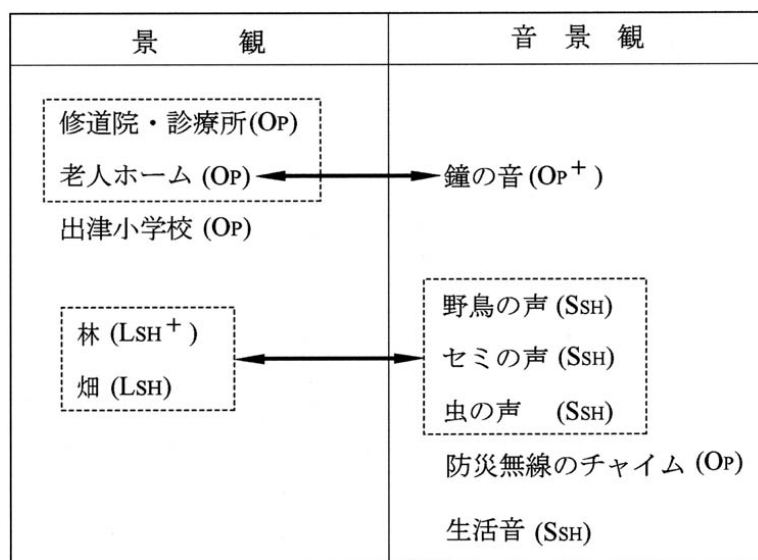 景　観
音 景 観
修道院・診療所(OP)
老人ホーム (OP)
鐘の音 (OP+)
出津小学校 (OP)
林 (LSH+)
畑 (LSH)
野鳥の声 (SSH)
セミの声 (SSH)
虫の声 (SSH)
防災無線のチャイム (OP)
生活音 (SSH)